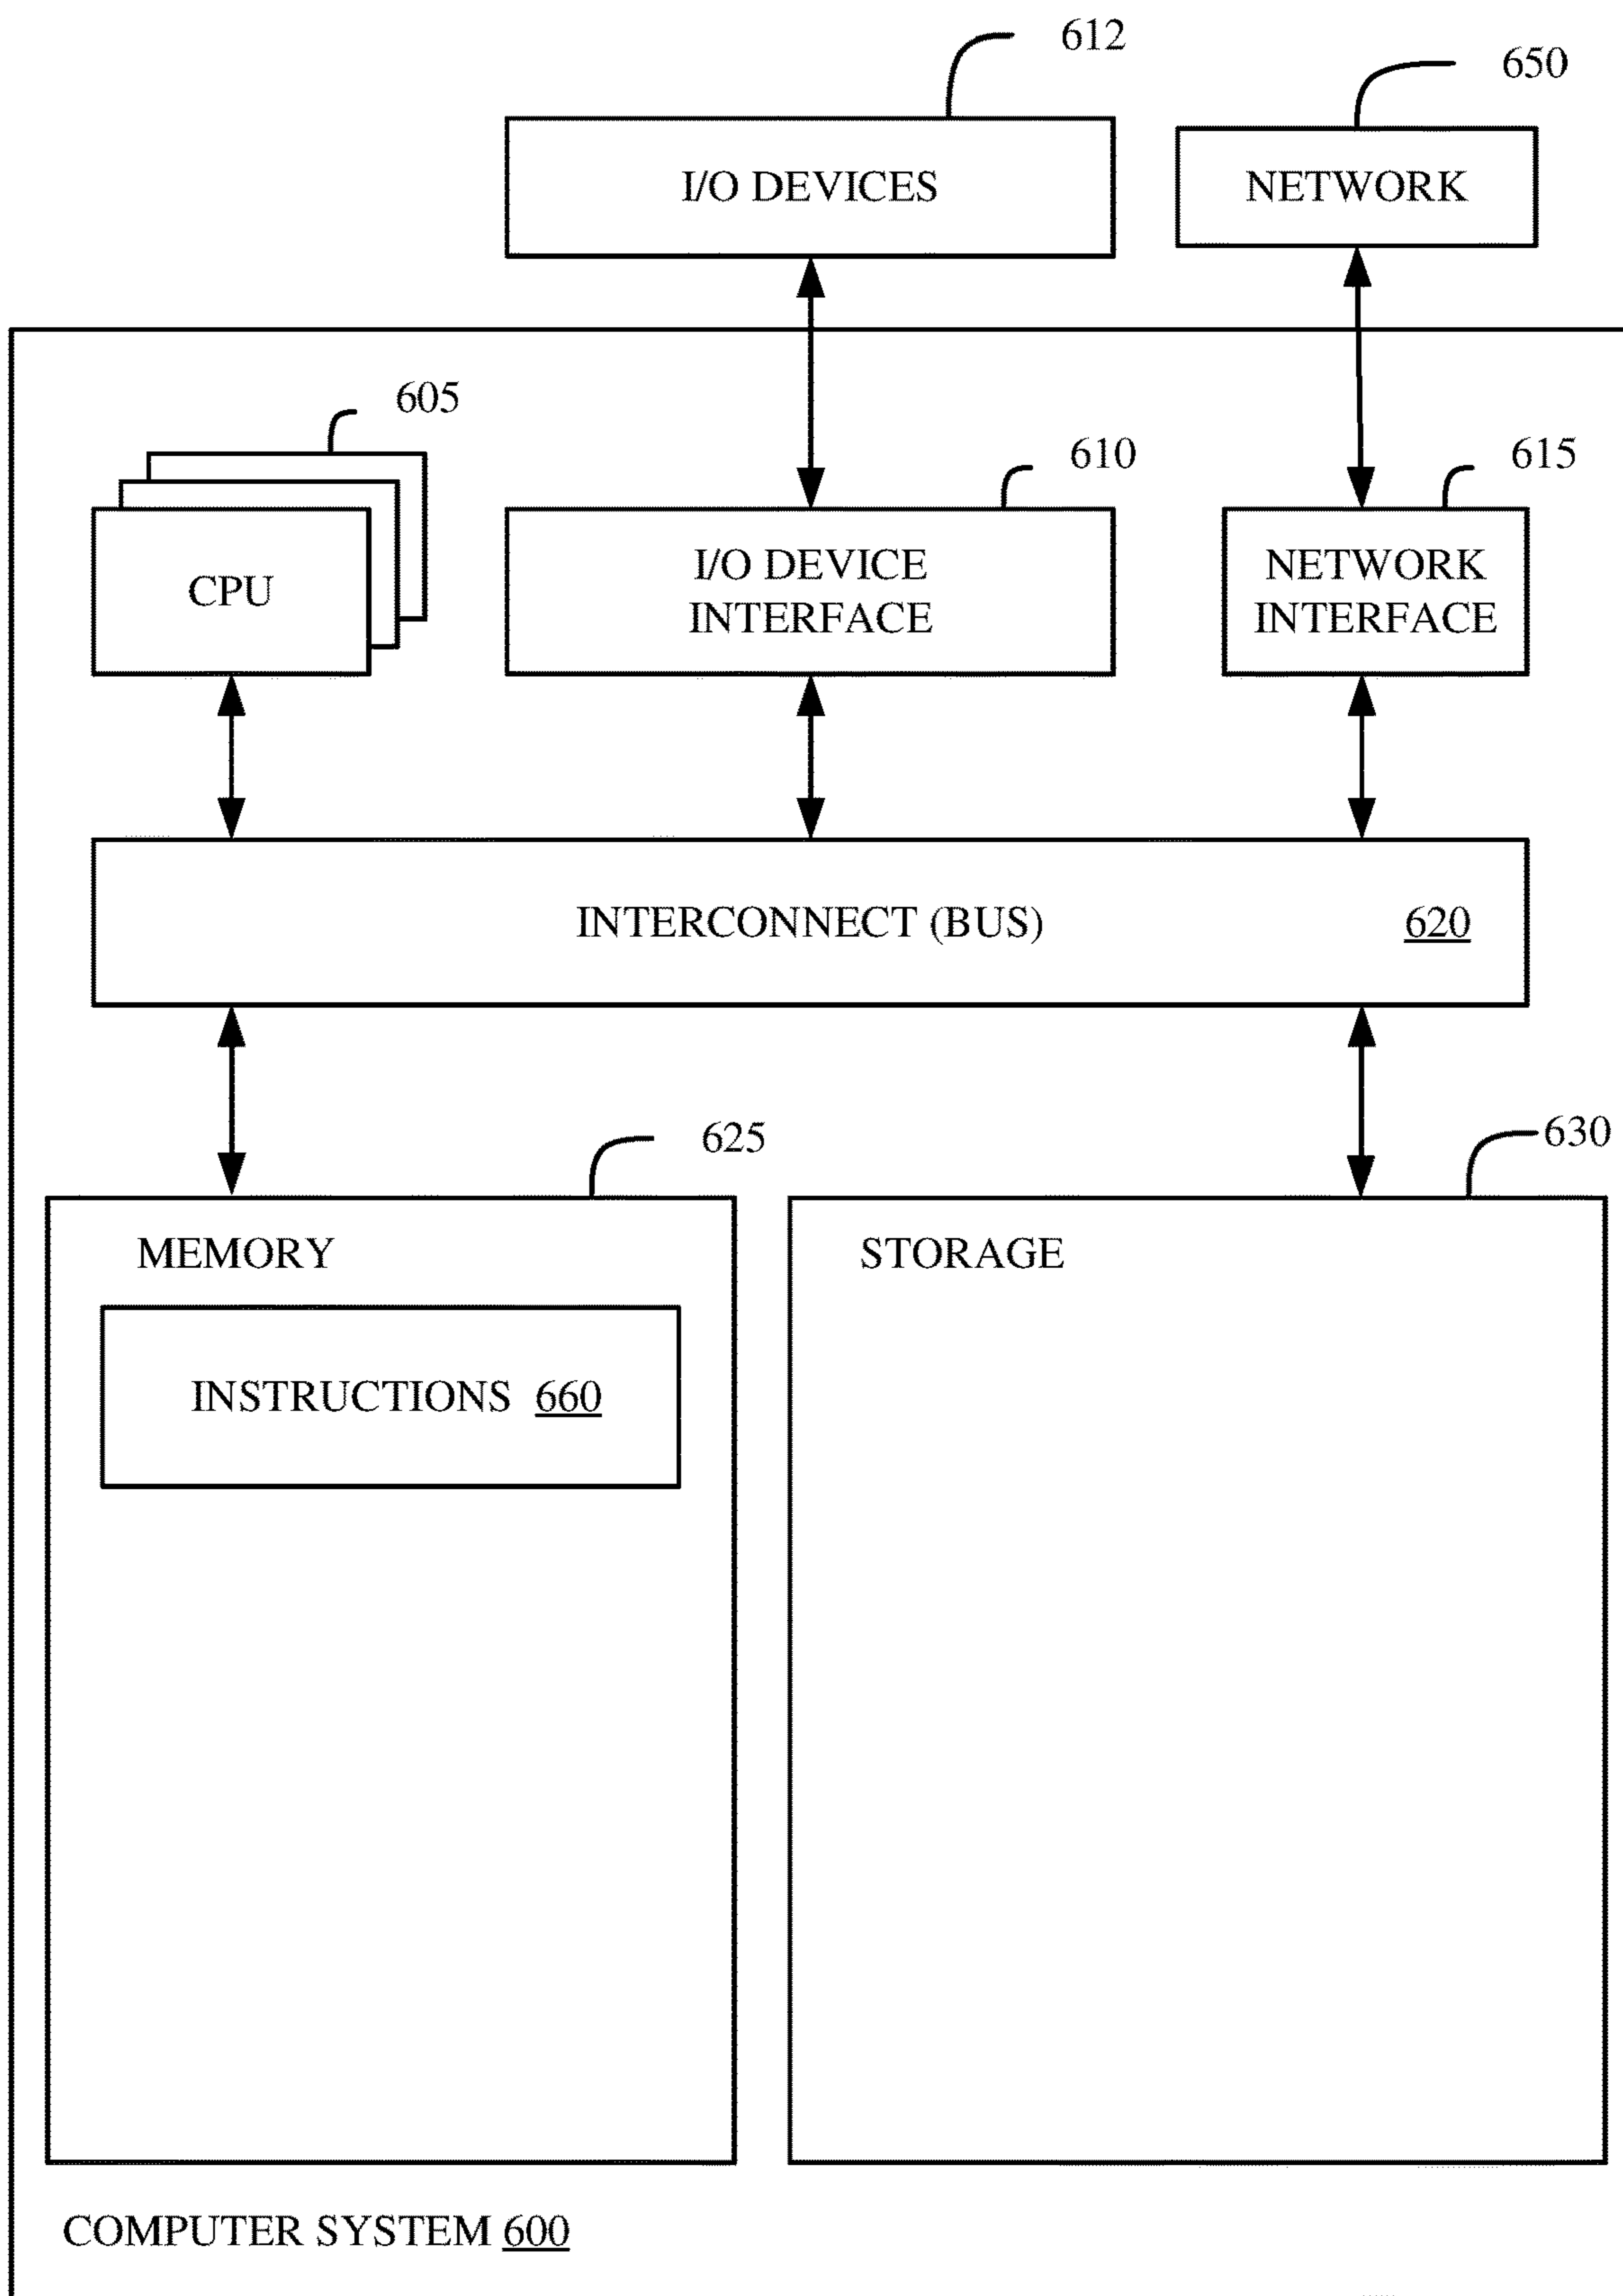 612
650
I/O DEVICES
NETWORK
605
610
615
CPU
I/O DEVICE
INTERFACE
NETWORK
INTERFACE
INTERCONNECT (BUS) 620
625
630
MEMORY
STORAGE
INSTRUCTIONS 660
COMPUTER SYSTEM 600